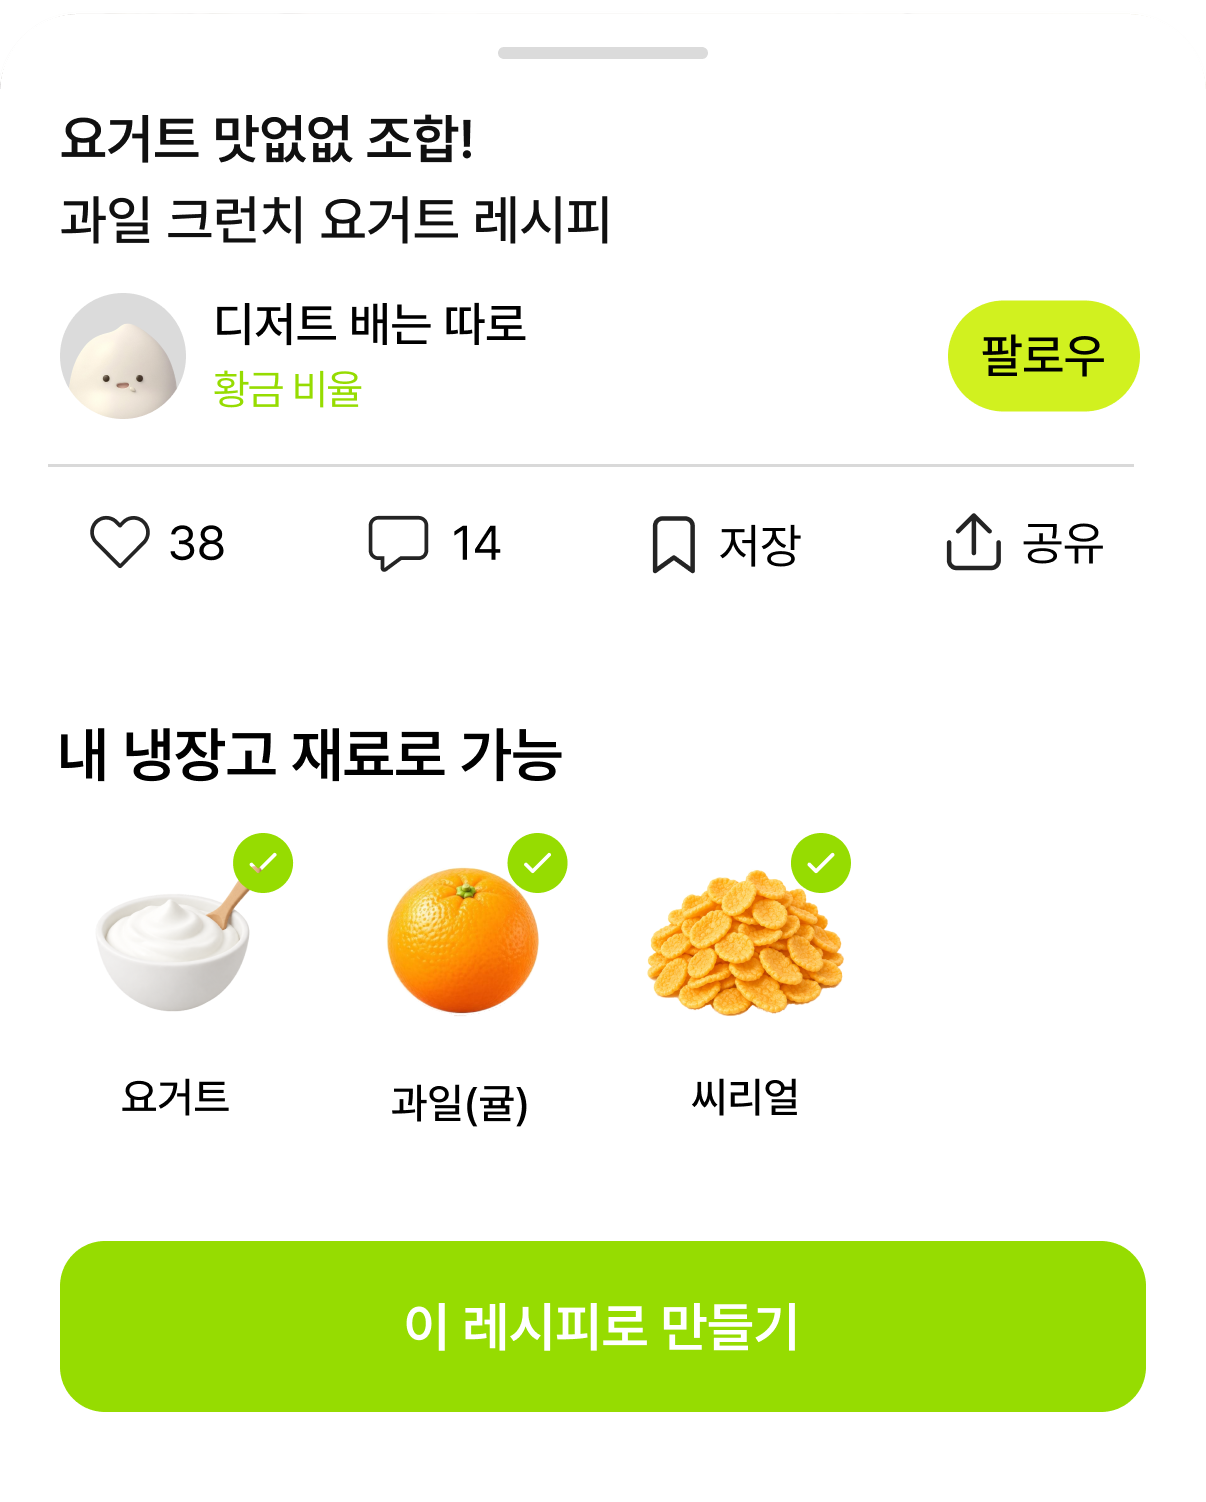 요거트 맛없없 조합!
과일 크런치 요거트 레시피
디저트 배는 따로
황금 비율
팔로우
38
14
저장
공유
내 냉장고 재료로 가능
요거트
과일(귤)
씨리얼
이 레시피로 만들기